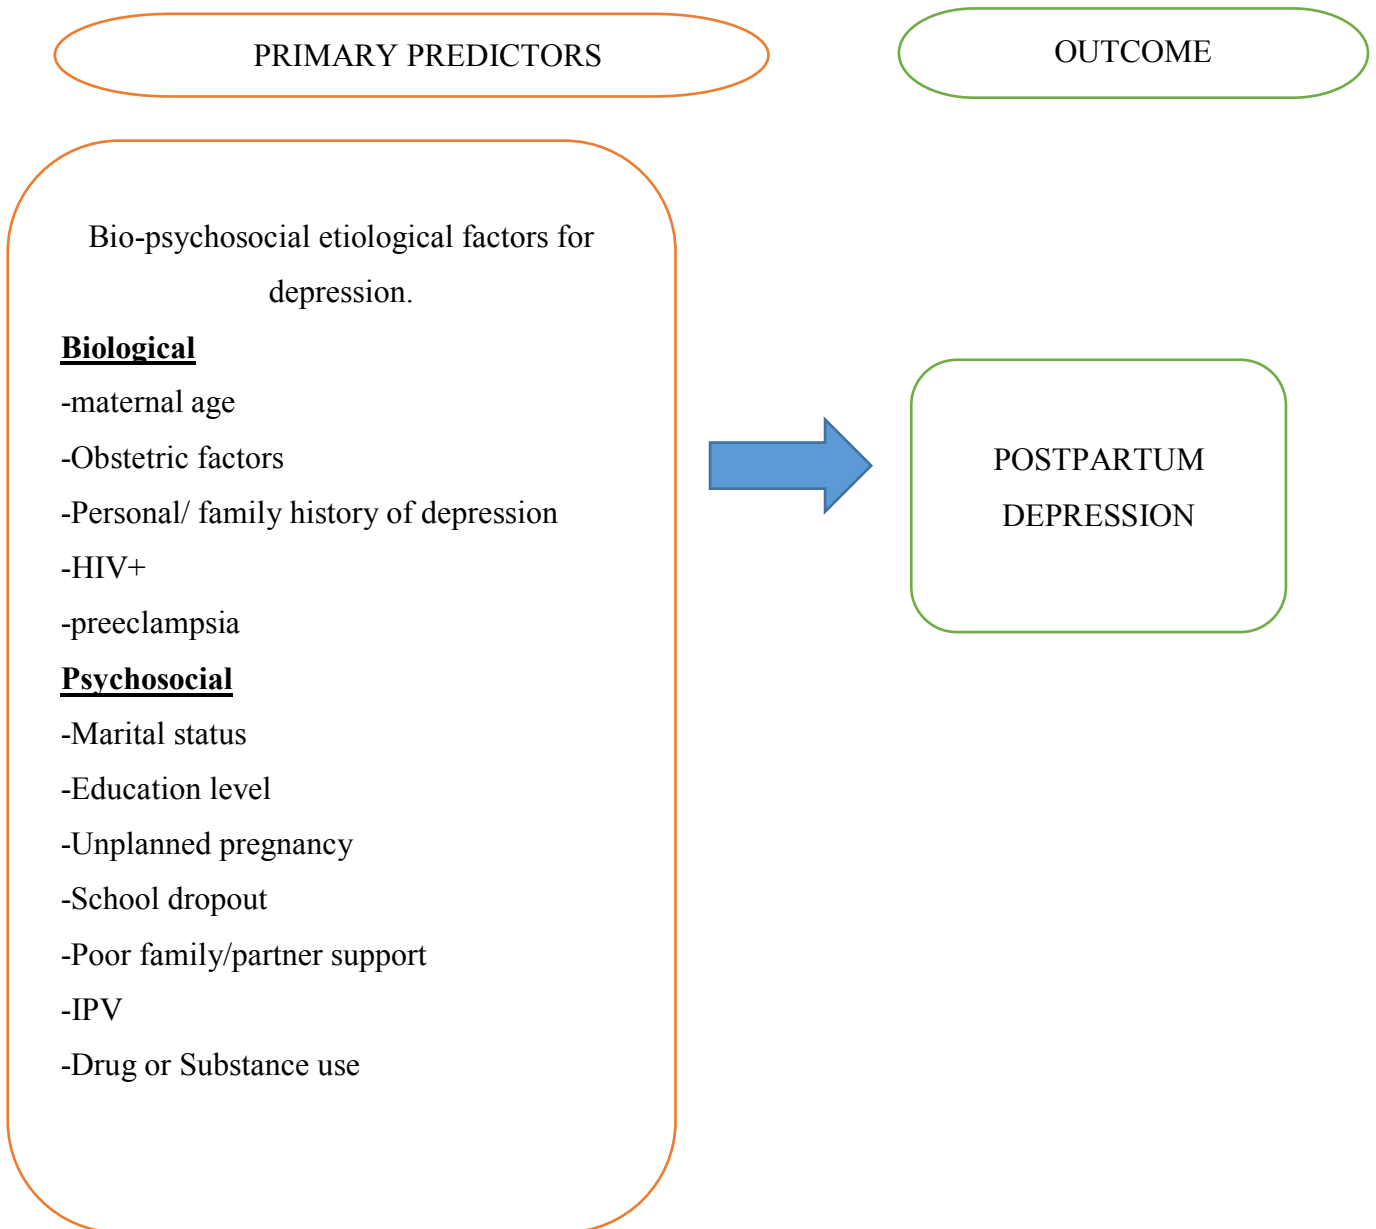 PRIMARY PREDICTORS
OUTCOME
Bio-psychosocial etiological factors for
depression.
Biological
-maternal age
-Obstetric factors
-Personal/ family history of depression
-HIV+
-preeclampsia
Psychosocial
-Marital status
-Education level
-Unplanned pregnancy
-School dropout
-Poor family/partner support
-IPV
-Drug or Substance use
POSTPARTUM
DEPRESSION